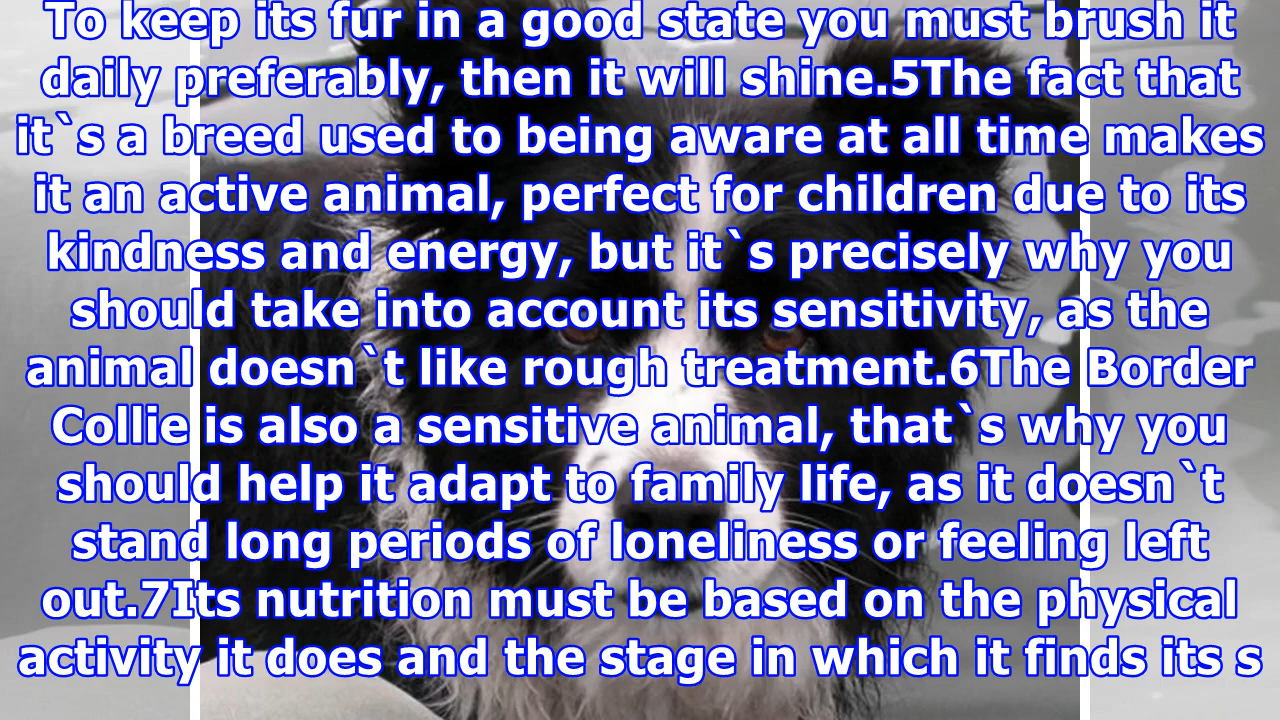 To keep its fur in a good state you must brush it
daily preferably, then it will shine.5The fact that
it`s a breed used to being aware at all time makes
it an active animal, perfect for children due to its
kindness and energy, but it`s precisely why you
should take into account its sensitivity, as the
animal doesn`t like rough treatment.6The Border
Collie is also a sensitive animal, that`s why you
should help it adapt to family life, as it doesn`t
stand long periods of loneliness or feeling left
out.7Its nutrition must be based on the physical
activity it does and the stage in which it finds its s